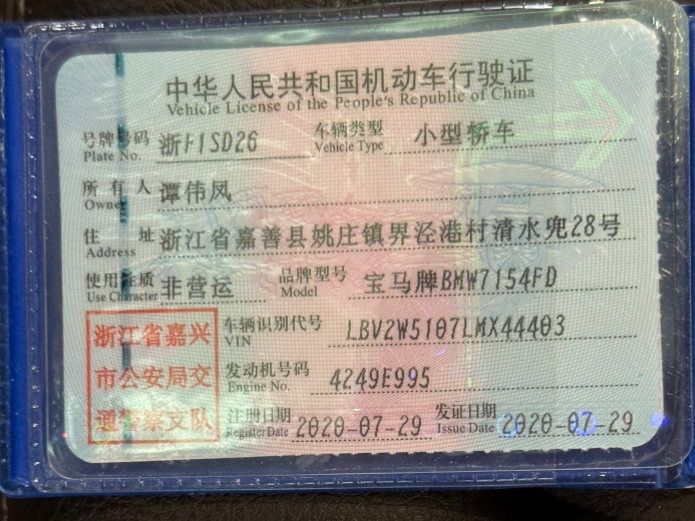 中华人民共和国机动车行驶证
Vehicle License of the People's Republic of China
号牌号码 浙F1SD26 车辆类型 小型轿车
Plate No. Vehicle Type
所有人 谭伟凤
Owner
住址 浙江省嘉善县姚庄镇界泾港村清水兜28号
Address
使用性质 非营运 品牌型号 宝马牌BMW7154FD
Use Character Model
浙江省嘉兴
市公安局交
通警察支队
车辆识别代号 LBV2W5107LMX44403
VIN
发动机号码 4249E995
Engine No.
注册日期 2020-07-29 发证日期 2020-07-29
Register Date Issue Date